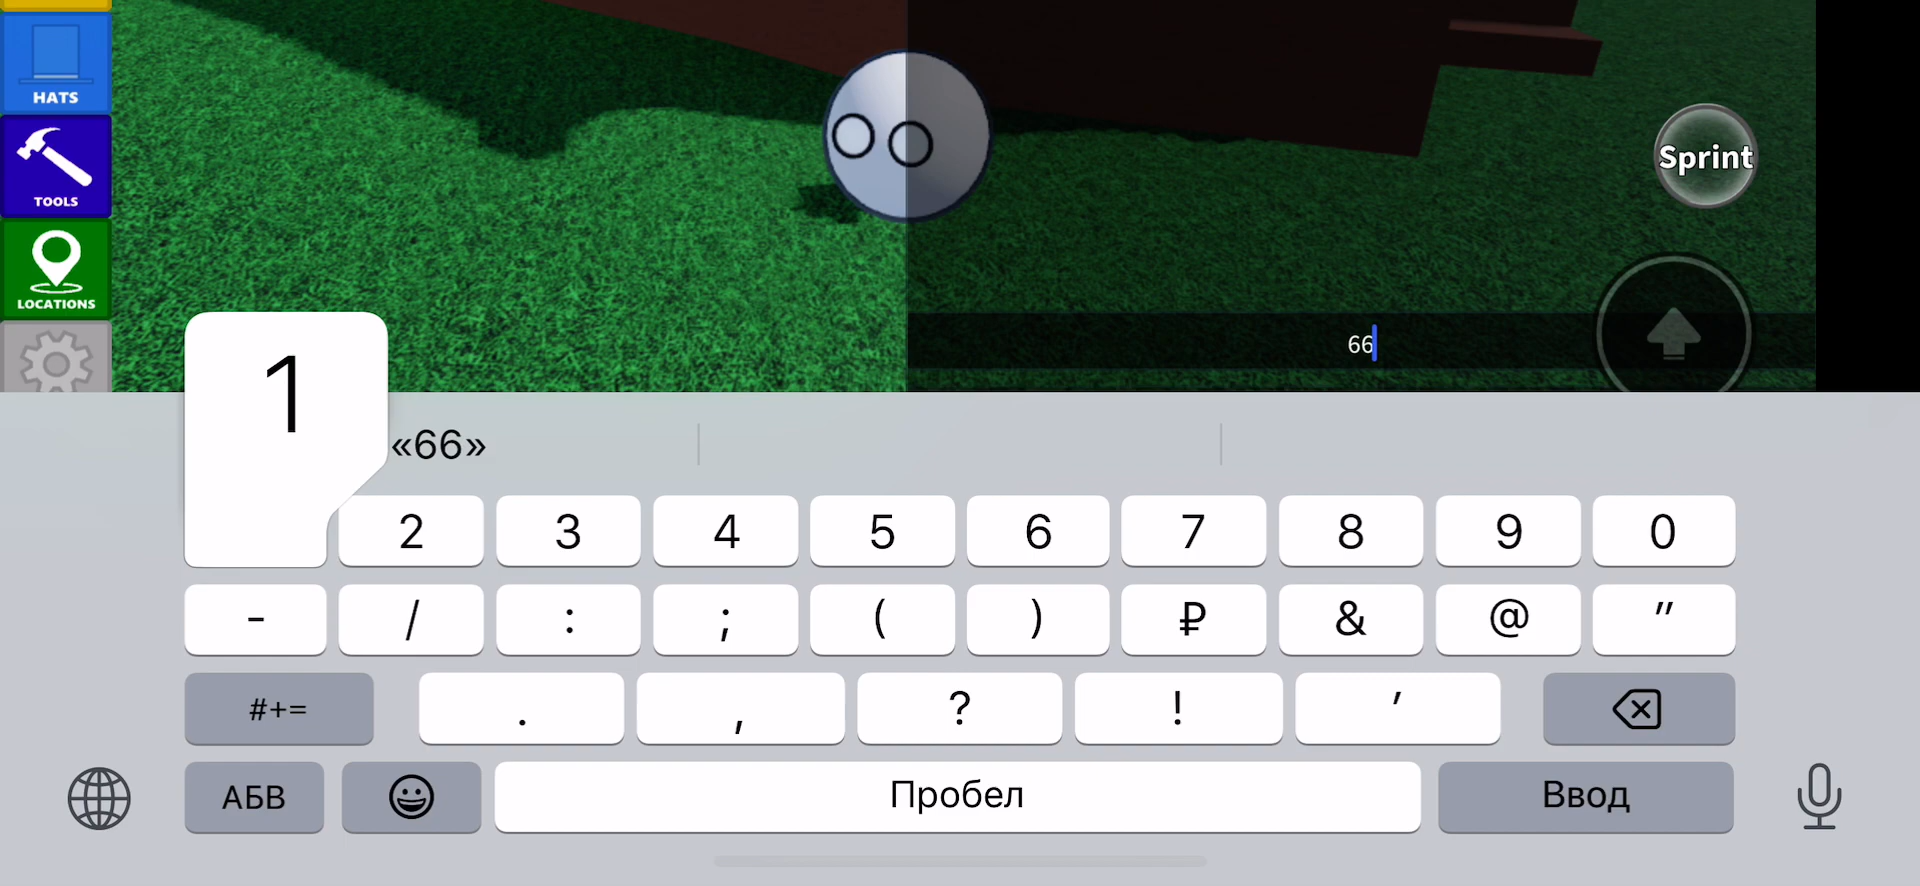 HATS
TOOLS
LOCATIONS
Sprint
66
1
«66»
2 3 4 5 6 7 8 9 0
- / : ; ( ) ₽ & @ "
#+= . , ? ! ′
АБВ Пробел Ввод